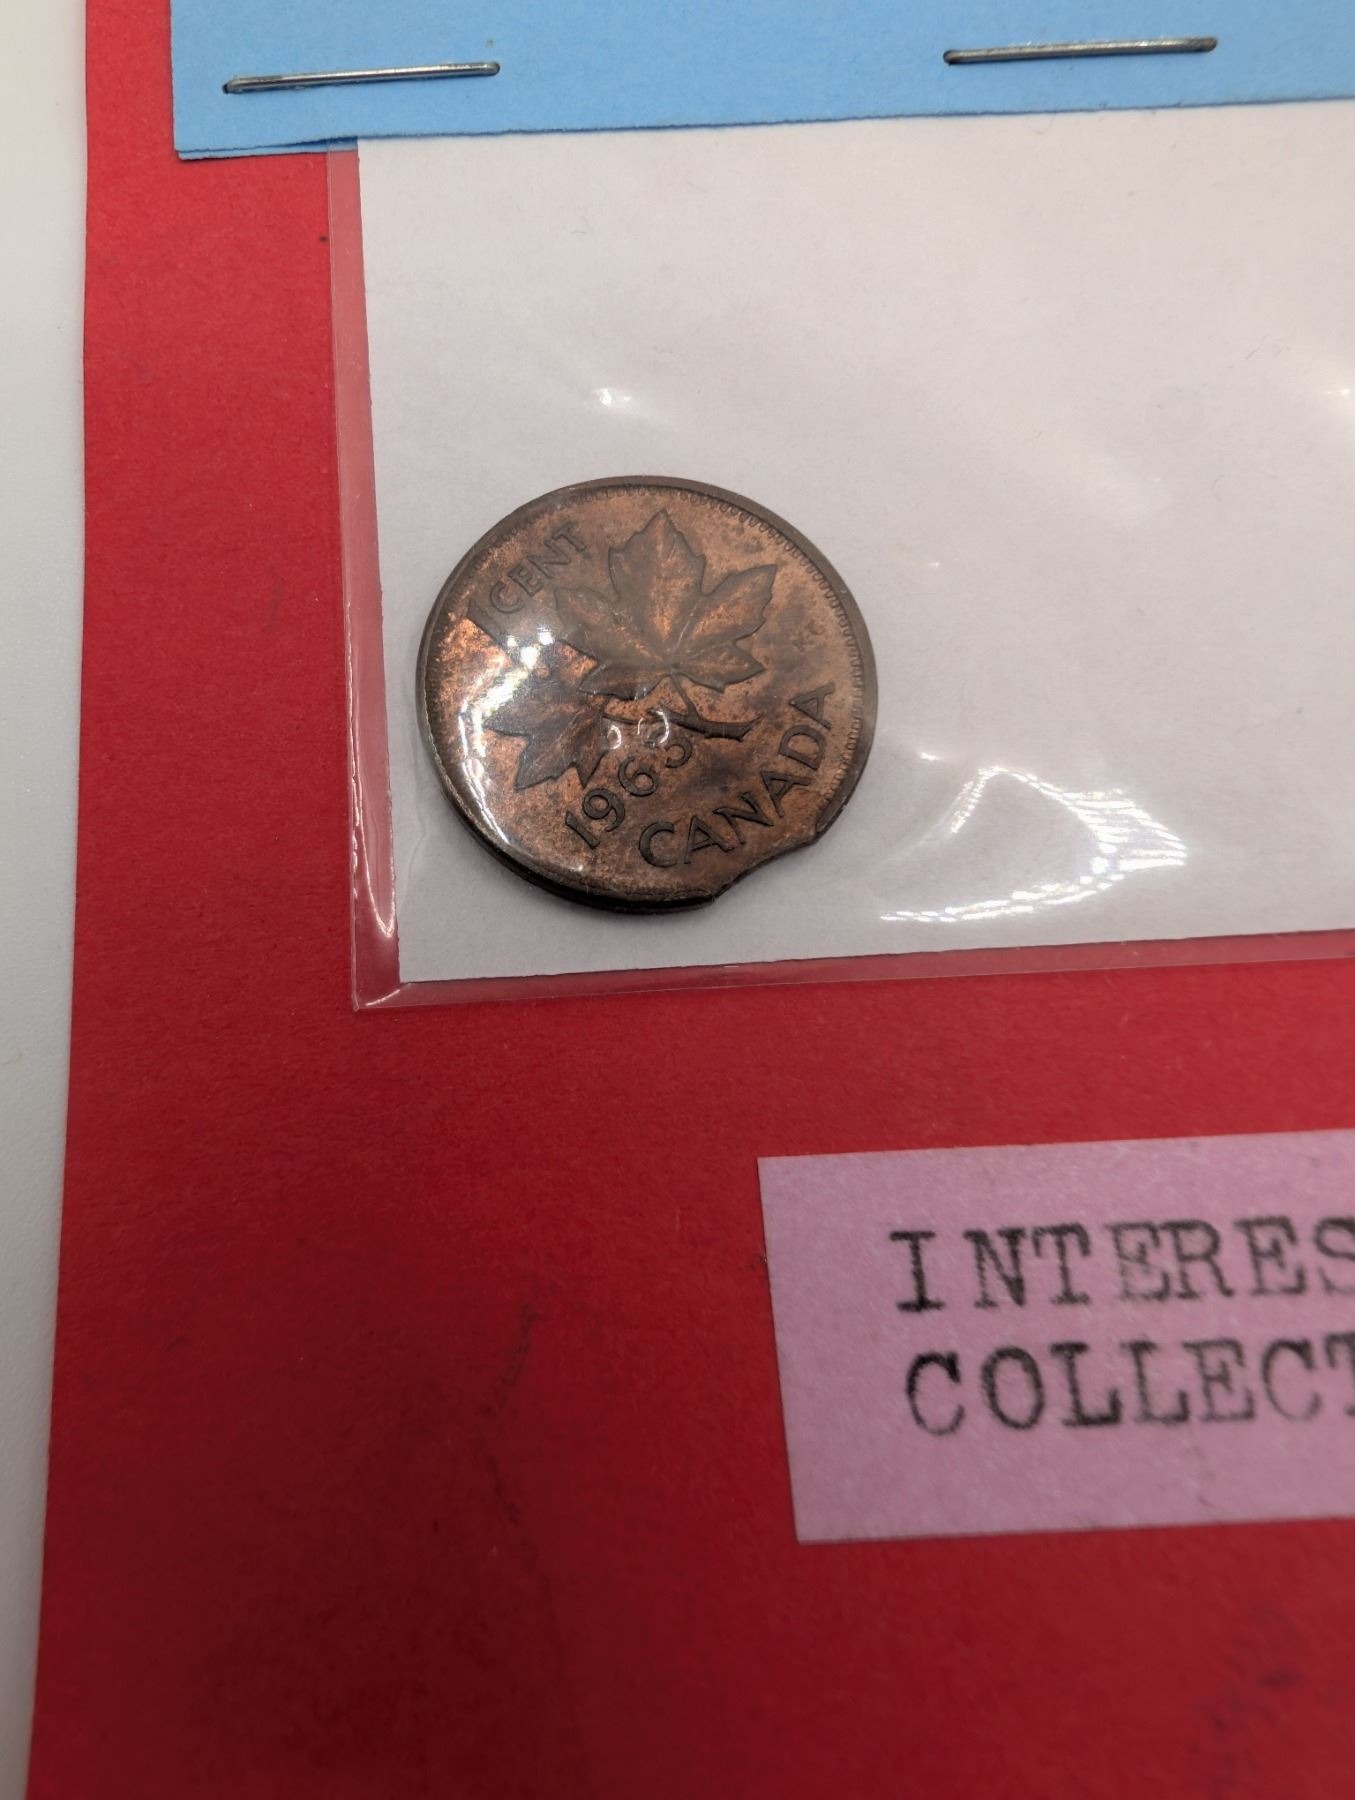 1 CENT
1963
CANADA
INTERES
COLLECT